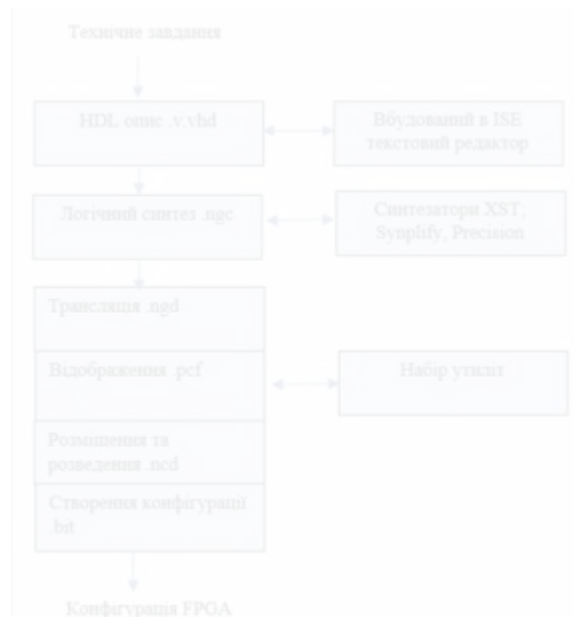 Технічне завдання
HDL опис .v.vhd
Вбудований в ISE
текстовий редактор
Логічний синтез .ngc
Синтезатори XST,
Synplify, Precision
Трансляція .ngd
Відображення .pcf
Набір утиліт
Розміщення та
розведення .ncd
Створення конфігурації
.bit
Конфігурація FPOA